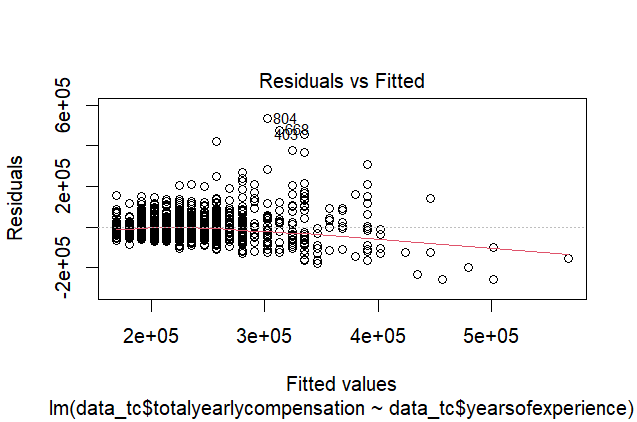 Residuals vs Fitted
Residuals
6e+05
2e+05
-2e+05
804
668
403
2e+05
3e+05
4e+05
5e+05
Fitted values
lm(data_tc$totalyearlycompensation ~ data_tc$yearsofexperience)